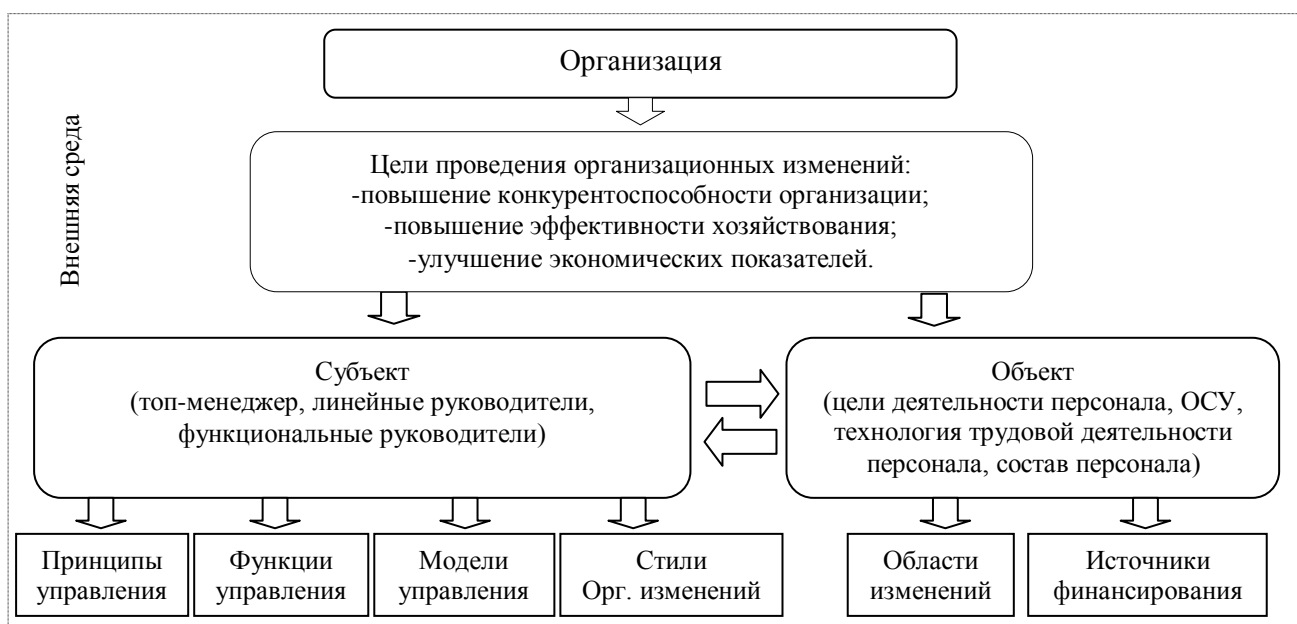 Организация
Внешняя среда
Цели проведения организационных изменений:
-повышение конкурентоспособности организации;
-повышение эффективности хозяйствования;
-улучшение экономических показателей.
Субъект
(топ-менеджер, линейные руководители,
функциональные руководители)
Объект
(цели деятельности персонала, ОСУ,
технология трудовой деятельности
персонала, состав персонала)
Принципы
управления
Функции
управления
Модели
управления
Стили
Орг. изменений
Области
изменений
Источники
финансирования